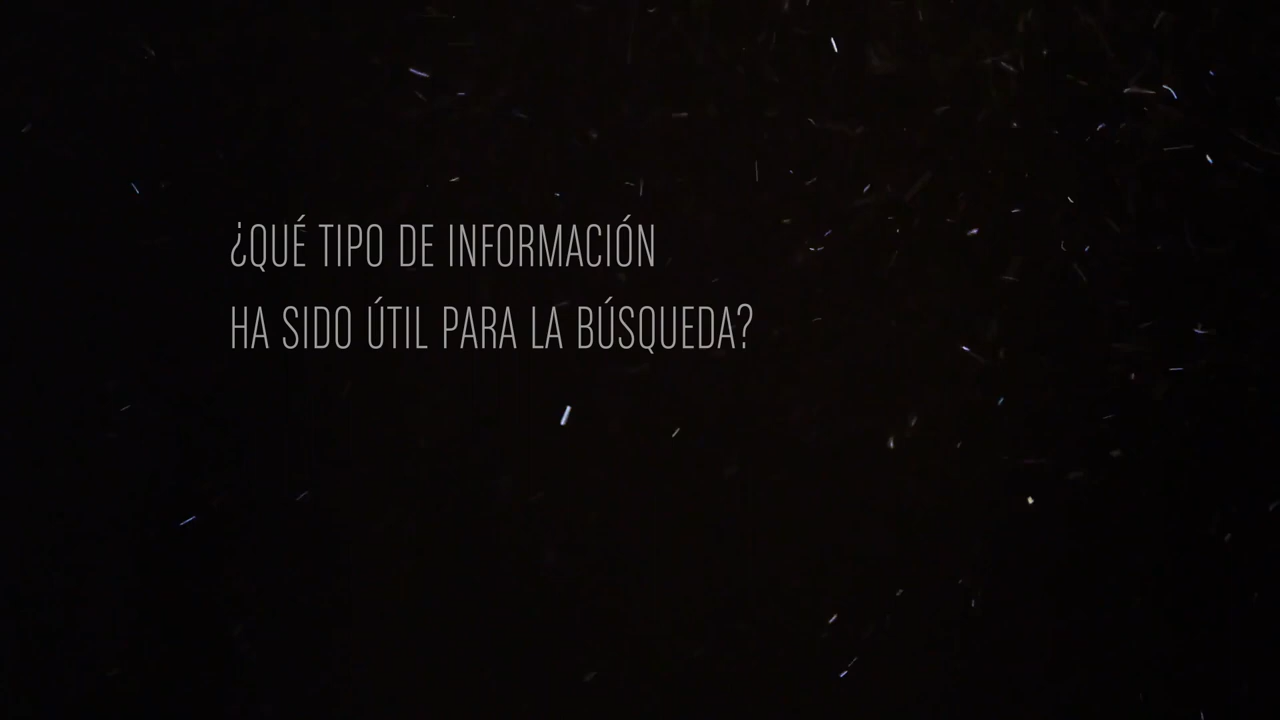 ¿QUÉ TIPO DE INFORMACIÓN
HA SIDO ÚTIL PARA LA BÚSQUEDA?